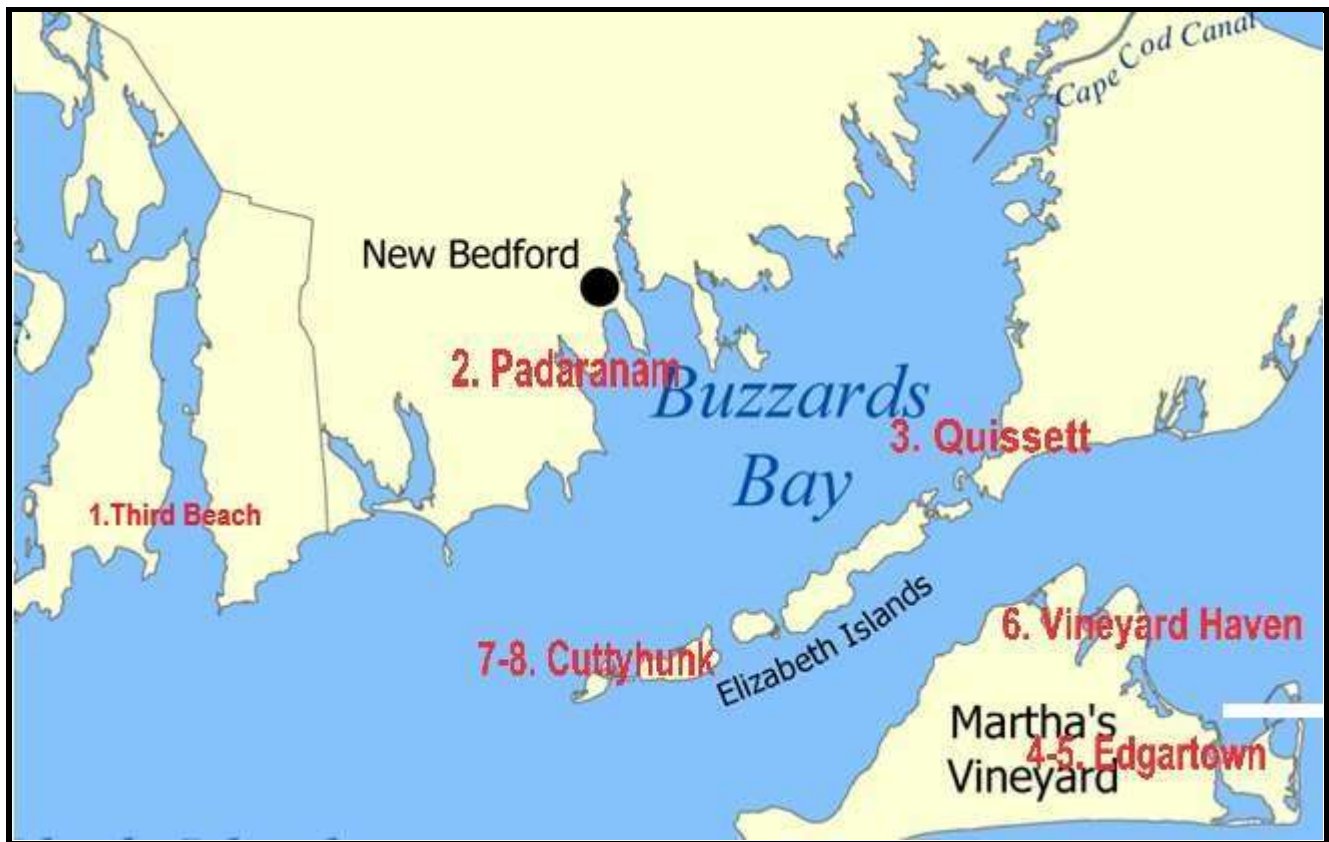 Cape Cod Canal
New Bedford
2. Padaranam
Buzzards
Bay
3. Quissett
1.Third Beach
7-8. Cuttyhunk
Elizabeth Islands
6. Vineyard Haven
Martha's
Vineyard
4-5. Edgartown